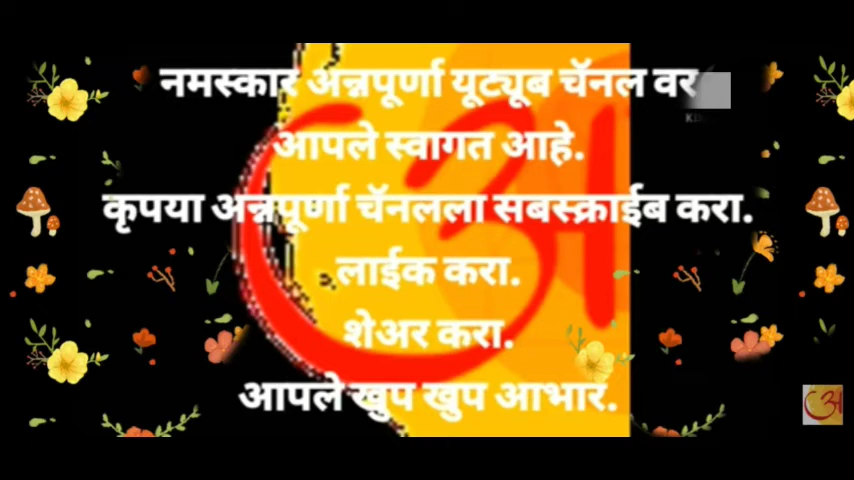 नमस्कार अन्नपूर्णा यूट्यूब चॅनल वर
आपले स्वागत आहे.
कृपया अन्नपूर्णा चॅनलला सबस्क्राईब करा.
लाईक करा.
शेअर करा.
आपले खुप खुप आभार.
अ
अ